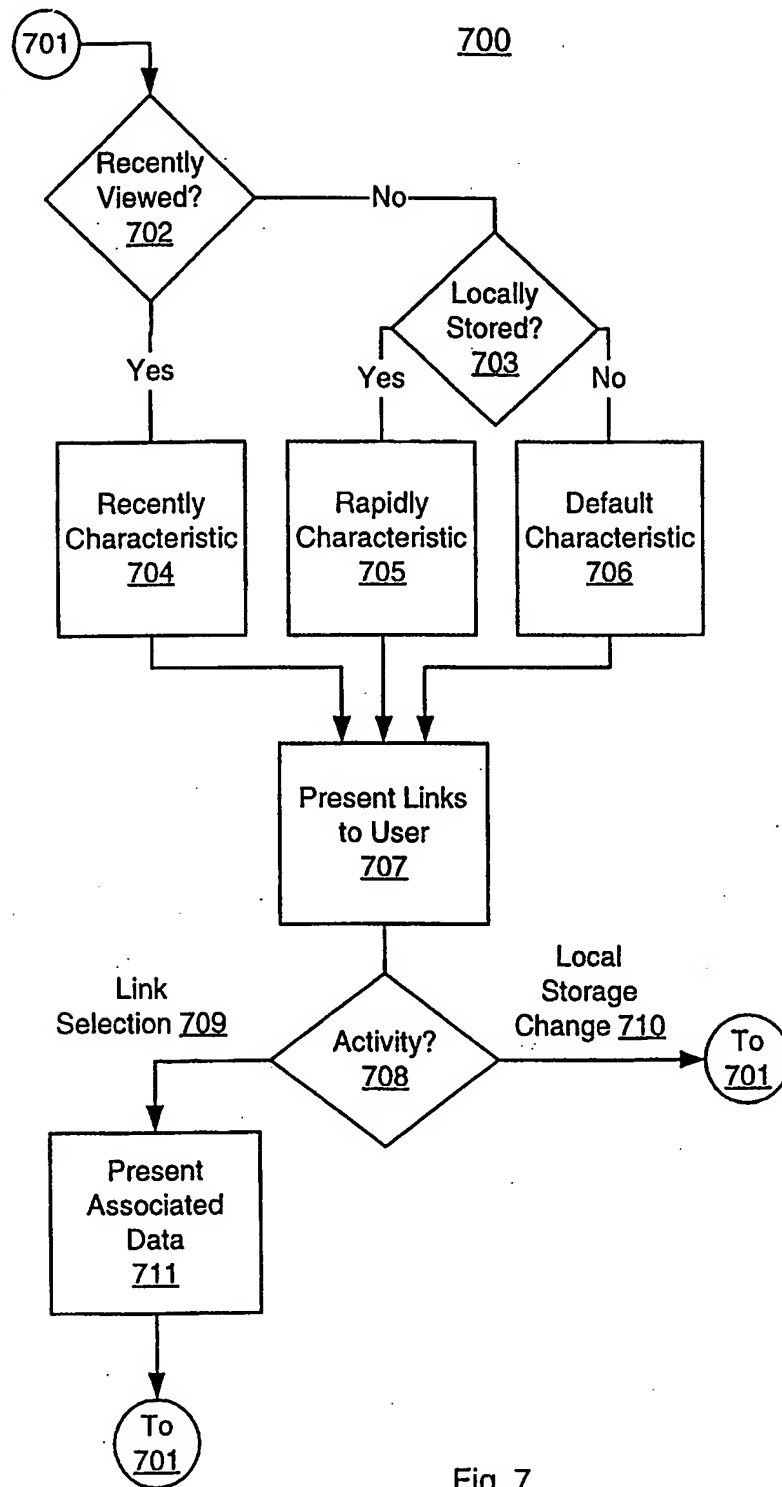 701
700
Recently
Viewed?
702
No
Locally
Stored?
703
Yes
Yes
No
Recently
Characteristic
704
Rapidly
Characteristic
705
Default
Characteristic
706
Present Links
to User
707
Link
Selection 709
Activity?
708
Local
Storage
Change 710
To
701
Present
Associated
Data
711
To
701
Fig. 7